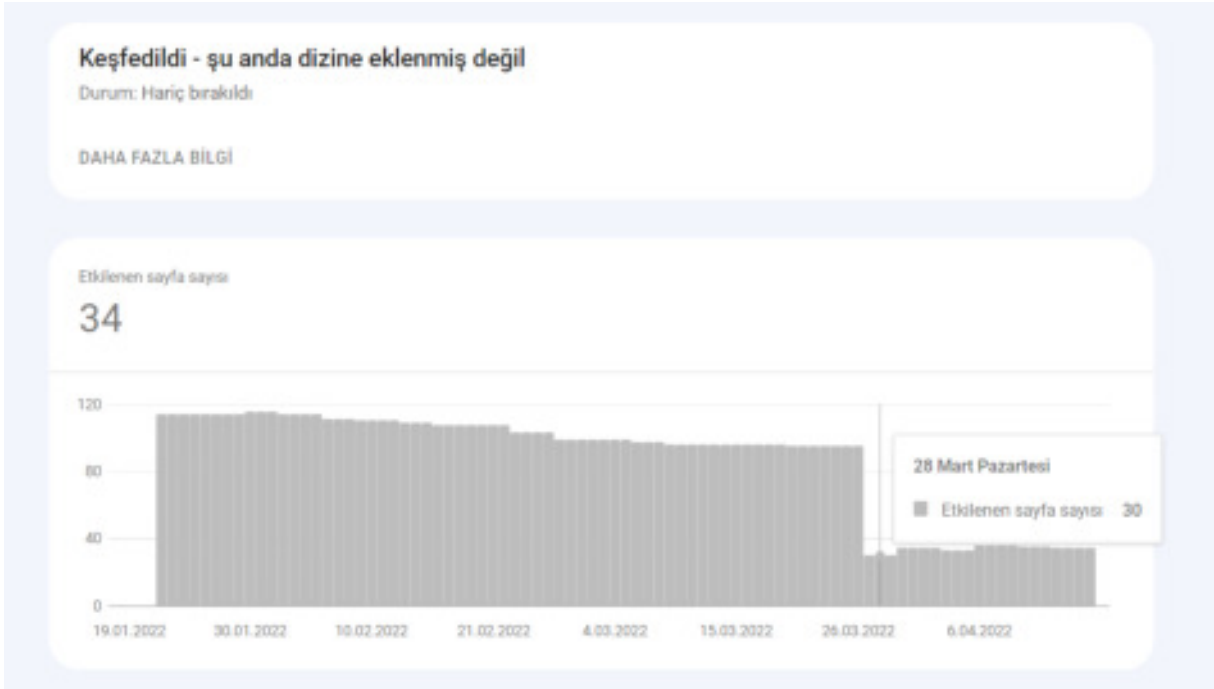 Keşfedildi - şu anda dizine eklenmiş değil
Durum: Hariç bırakıldı
DAHA FAZLA BİLGİ
Etkilenen sayfa sayısı
34
120
80
40
0
28 Mart Pazartesi
Etkilenen sayfa sayısı 30
19.01.2022 30.01.2022 10.02.2022 21.02.2022 4.03.2022 15.03.2022 26.03.2022 6.04.2022